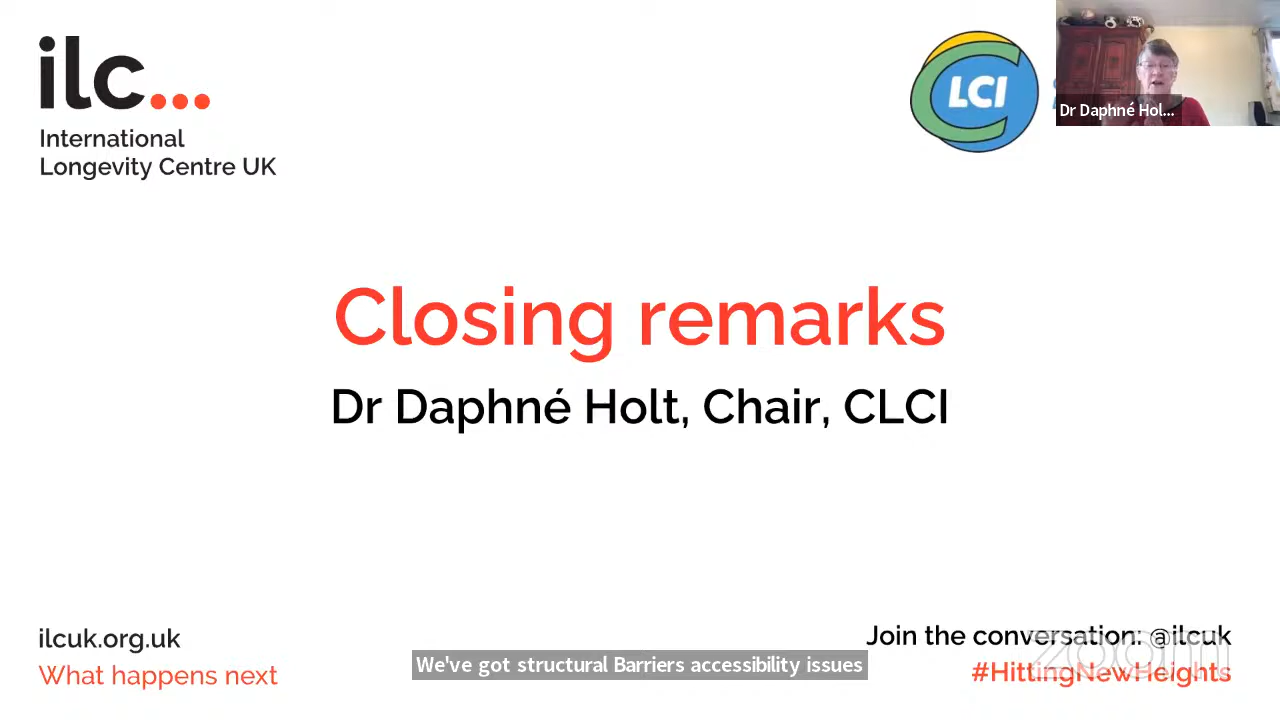 ilc...
International
Longevity Centre UK
LCI
Dr Daphné Hol...
Closing remarks
Dr Daphné Holt, Chair, CLCI
ilcuk.org.uk
What happens next
We've got structural Barriers accessibility issues
Join the conversation: @ilcuk
#HittingNewHeights
zoom